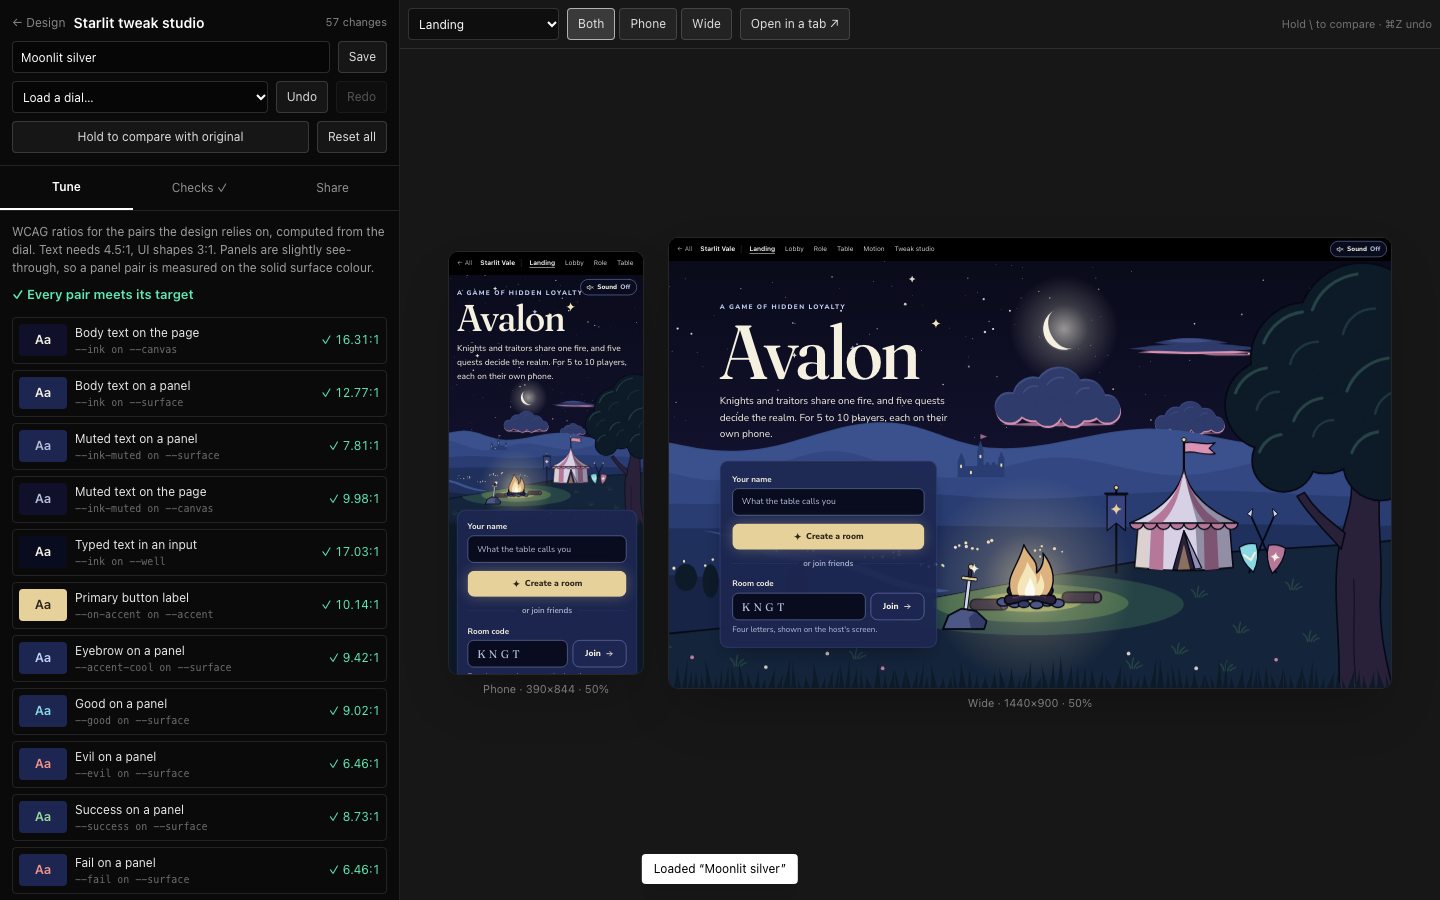 ← Design Starlit tweak studio 57 changes
Moonlit silver Save
Load a dial... Undo Redo
Hold to compare with original Reset all
Tune Checks ✓ Share
WCAG ratios for the pairs the design relies on, computed from the
dial. Text needs 4.5:1, UI shapes 3:1. Panels are slightly see-
through, so a panel pair is measured on the solid surface colour.
✓ Every pair meets its target
Aa Body text on the page ✓ 16.31:1
--ink on --canvas
Aa Body text on a panel ✓ 12.77:1
--ink on --surface
Aa Muted text on a panel ✓ 7.81:1
--ink-muted on --surface
Aa Muted text on the page ✓ 9.98:1
--ink-muted on --canvas
Aa Typed text in an input ✓ 17.03:1
--ink on --well
Aa Primary button label ✓ 10.14:1
--on-accent on --accent
Aa Eyebrow on a panel ✓ 9.42:1
--accent-cool on --surface
Aa Good on a panel ✓ 9.02:1
--good on --surface
Aa Evil on a panel ✓ 6.46:1
--evil on --surface
Aa Success on a panel ✓ 8.73:1
--success on --surface
Aa Fail on a panel ✓ 6.46:1
--fail on --surface
Landing Both Phone Wide Open in a tab ↗ Hold \ to compare · ⌘Z undo
← All Starlit Vale Landing Lobby Role Table
Sound Off
A GAME OF HIDDEN LOYALTY
Avalon
Knights and traitors share one fire, and five
quests decide the realm. For 5 to 10 players,
each on their own phone.
Your name
What the table calls you
✦ Create a room
or join friends
Room code
KNGT Join →
Phone · 390×844 · 50%
← All Starlit Vale Landing Lobby Role Table Motion Tweak studio Sound Off
A GAME OF HIDDEN LOYALTY
Avalon
Knights and traitors share one fire, and five quests
decide the realm. For 5 to 10 players, each on their
own phone.
Your name
What the table calls you
✦ Create a room
or join friends
Room code
KNGT Join →
Four letters, shown on the host's screen.
Wide · 1440×900 · 50%
Loaded “Moonlit silver”